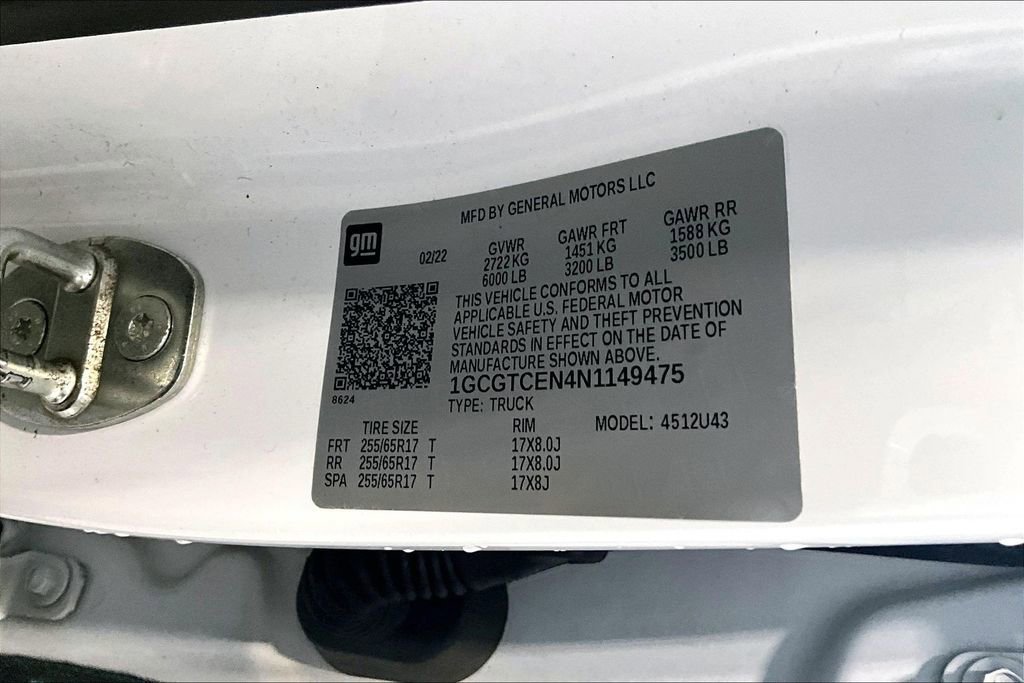 MFD BY GENERAL MOTORS LLC
gm
02/22
GVWR GAWR FRT GAWR RR
2722 KG 1451 KG 1588 KG
6000 LB 3200 LB 3500 LB
THIS VEHICLE CONFORMS TO ALL
APPLICABLE U.S. FEDERAL MOTOR
VEHICLE SAFETY AND THEFT PREVENTION
STANDARDS IN EFFECT ON THE DATE OF
MANUFACTURE SHOWN ABOVE.
1GCGTCEN4N1149475
8624
TYPE: TRUCK
TIRE SIZE RIM MODEL: 4512U43
FRT 255/65R17 T 17X8.0J
RR 255/65R17 T 17X8.0J
SPA 255/65R17 T 17X8J